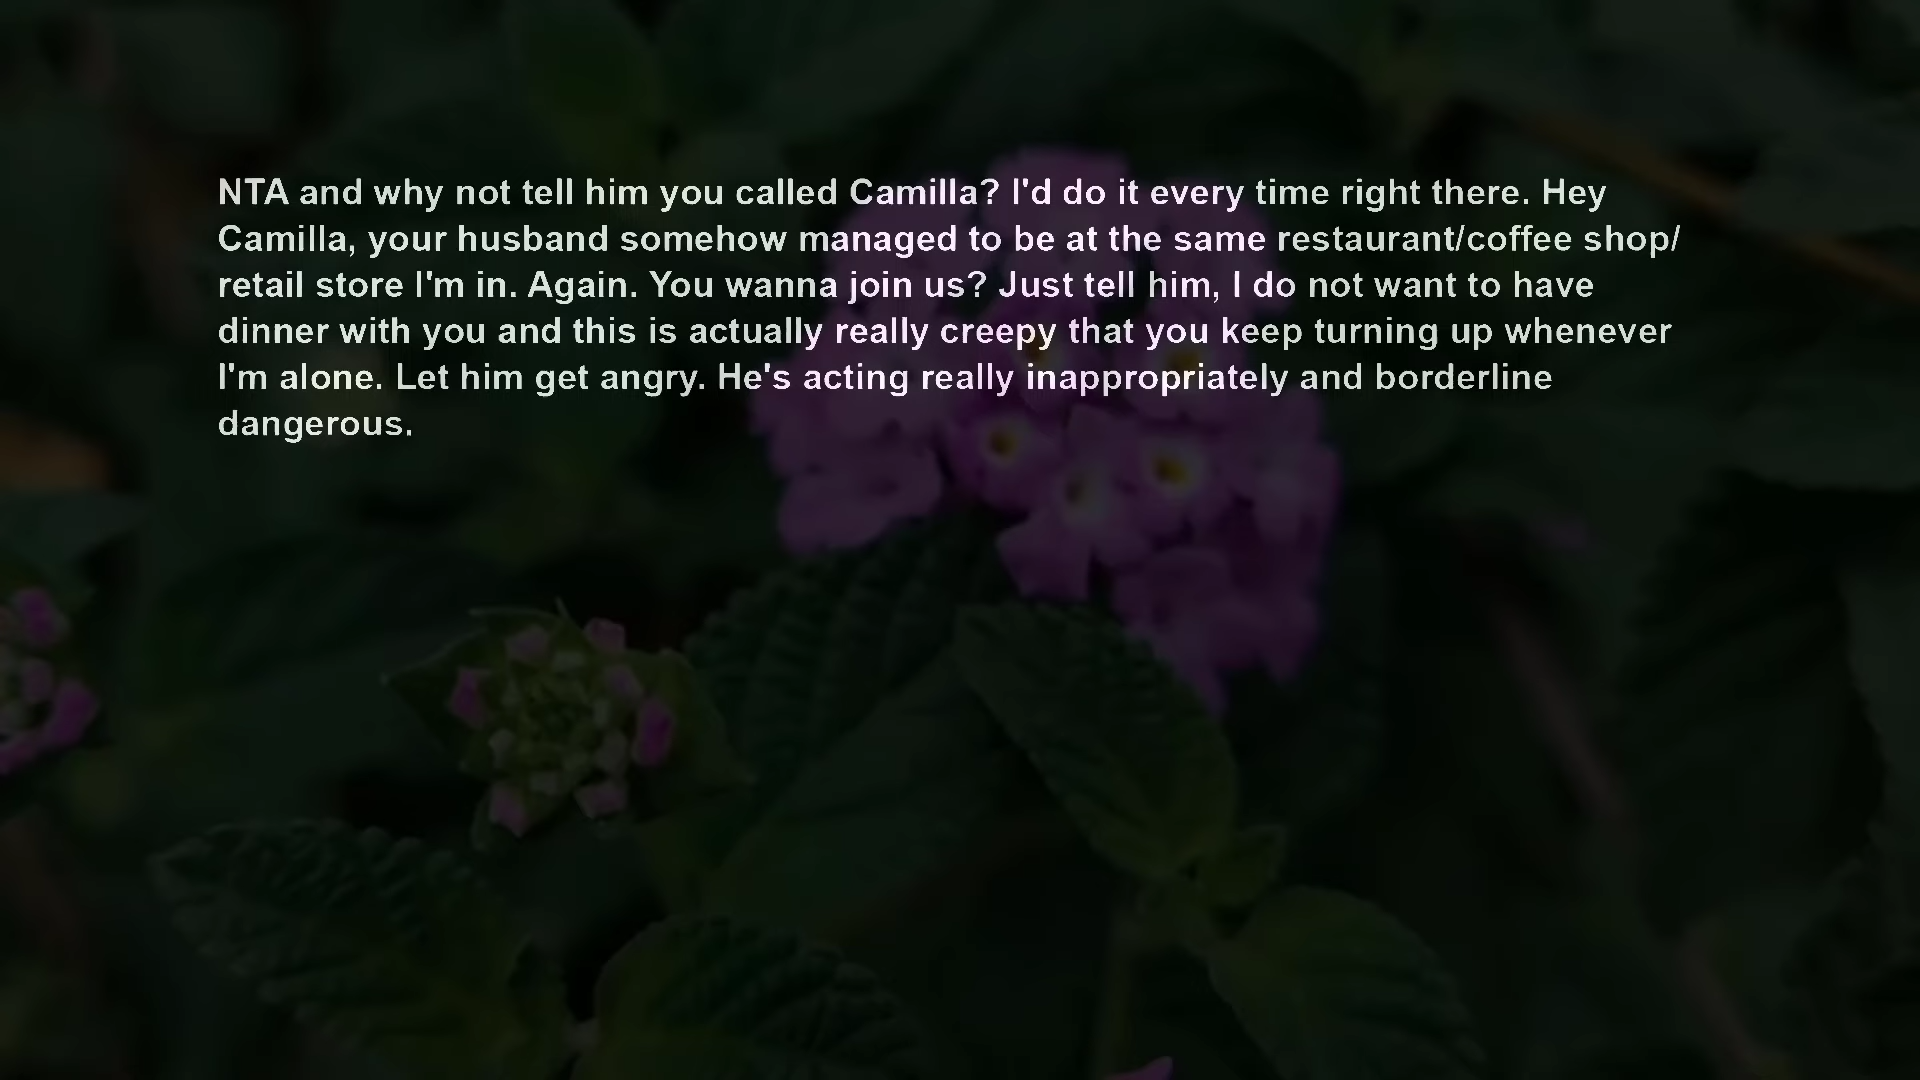 NTA and why not tell him you called Camilla? I'd do it every time right there. Hey
Camilla, your husband somehow managed to be at the same restaurant/coffee shop/
retail store I'm in. Again. You wanna join us? Just tell him, I do not want to have
dinner with you and this is actually really creepy that you keep turning up whenever
I'm alone. Let him get angry. He's acting really inappropriately and borderline
dangerous.